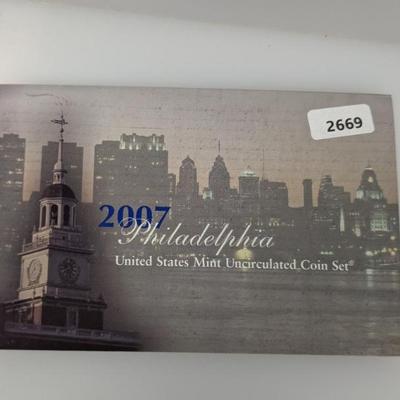 2669
2007
Philadelphia
United States Mint Uncirculated Coin Set®